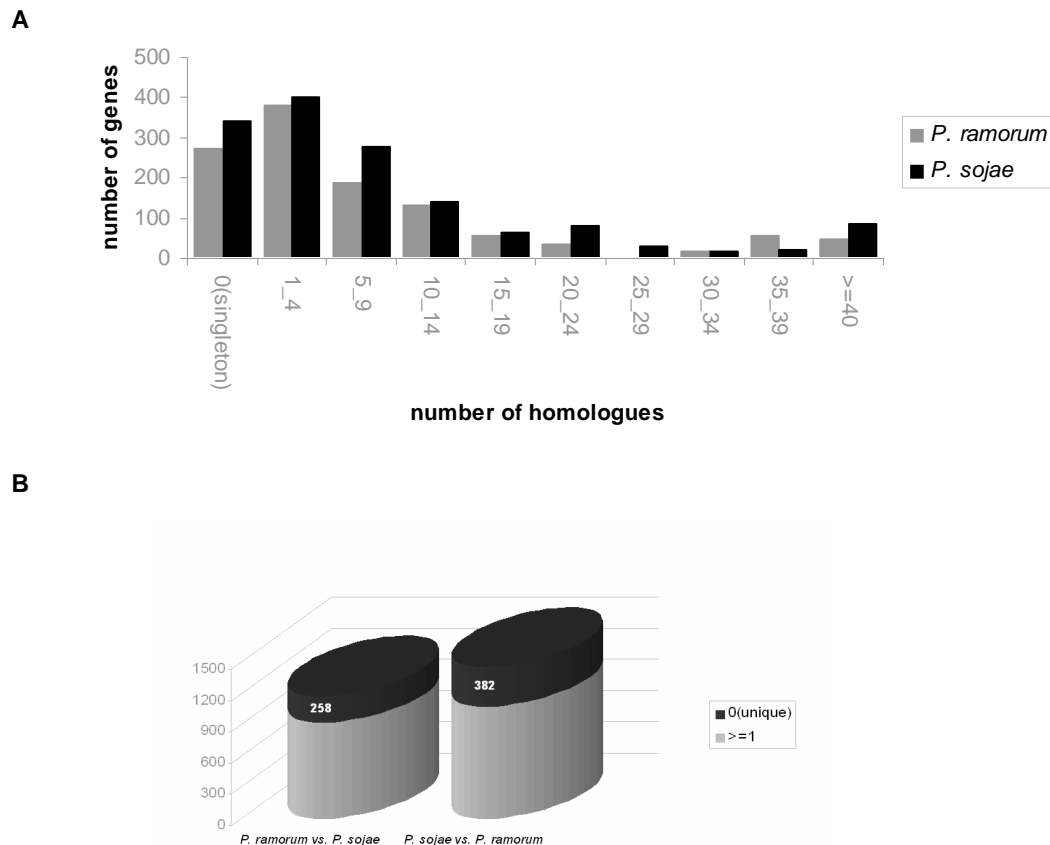 A
500
400
300
200
100
0
number of genes
0(singleton)
1_4
5_9
10_14
15_19
20_24
25_29
30_34
35_39
>=40
number of homologues
P. ramorum
P. sojae
B
1500
1200
900
600
300
0
258
382
P. ramorum vs. P. sojae
P. sojae vs. P. ramorum
0(unique)
>=1